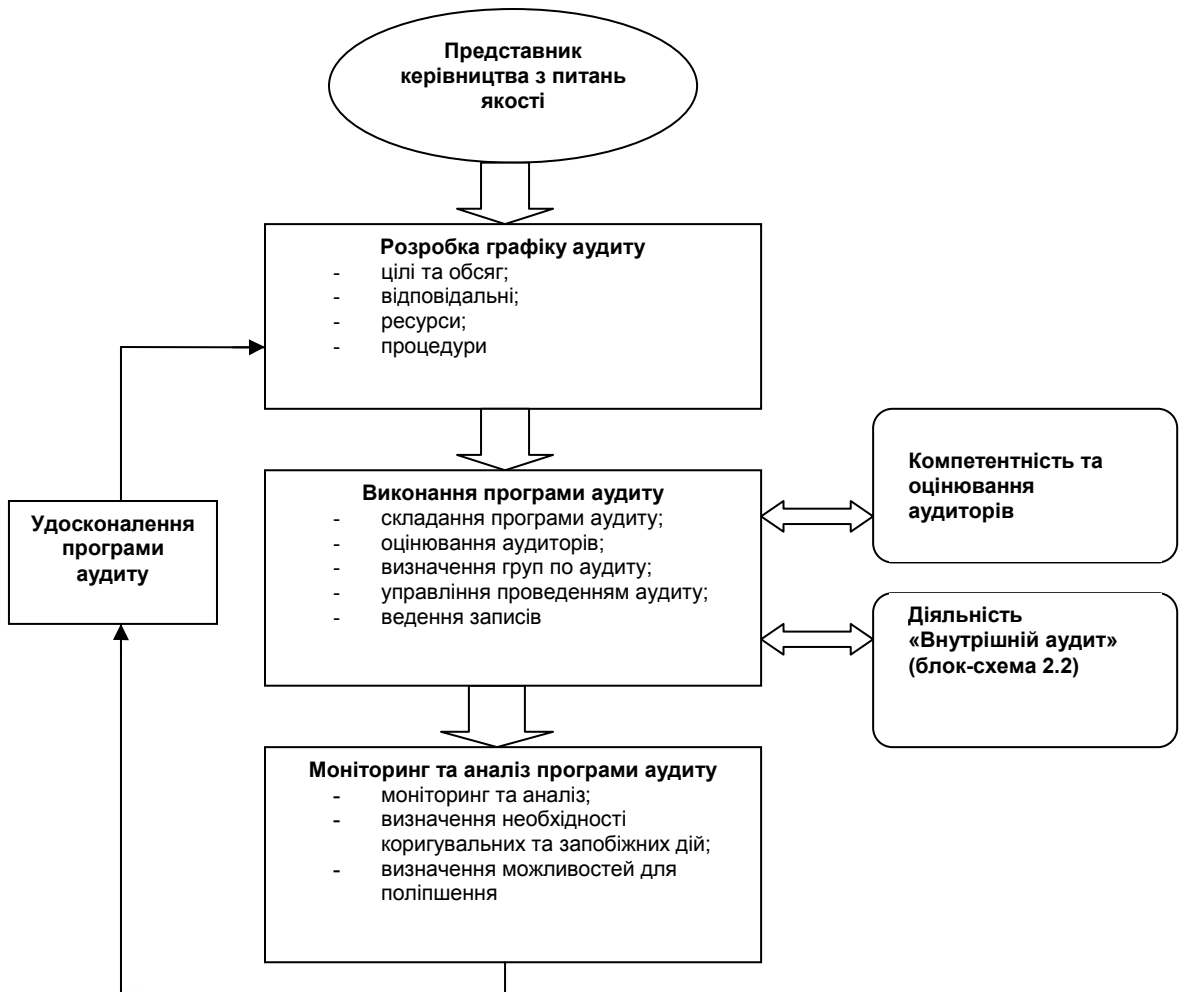 Представник
керівництва з питань
якості
Розробка графіку аудиту
- цілі та обсяг;
- відповідальні;
- ресурси;
- процедури
Виконання програми аудиту
- складання програми аудиту;
- оцінювання аудиторів;
- визначення груп по аудиту;
- управління проведенням аудиту;
- ведення записів
Компетентність та
оцінювання
аудиторів
Удосконалення
програми
аудиту
Діяльність
«Внутрішній аудит»
(блок-схема 2.2)
Моніторинг та аналіз програми аудиту
- моніторинг та аналіз;
- визначення необхідності
коригувальних та запобіжних дій;
- визначення можливостей для
поліпшення